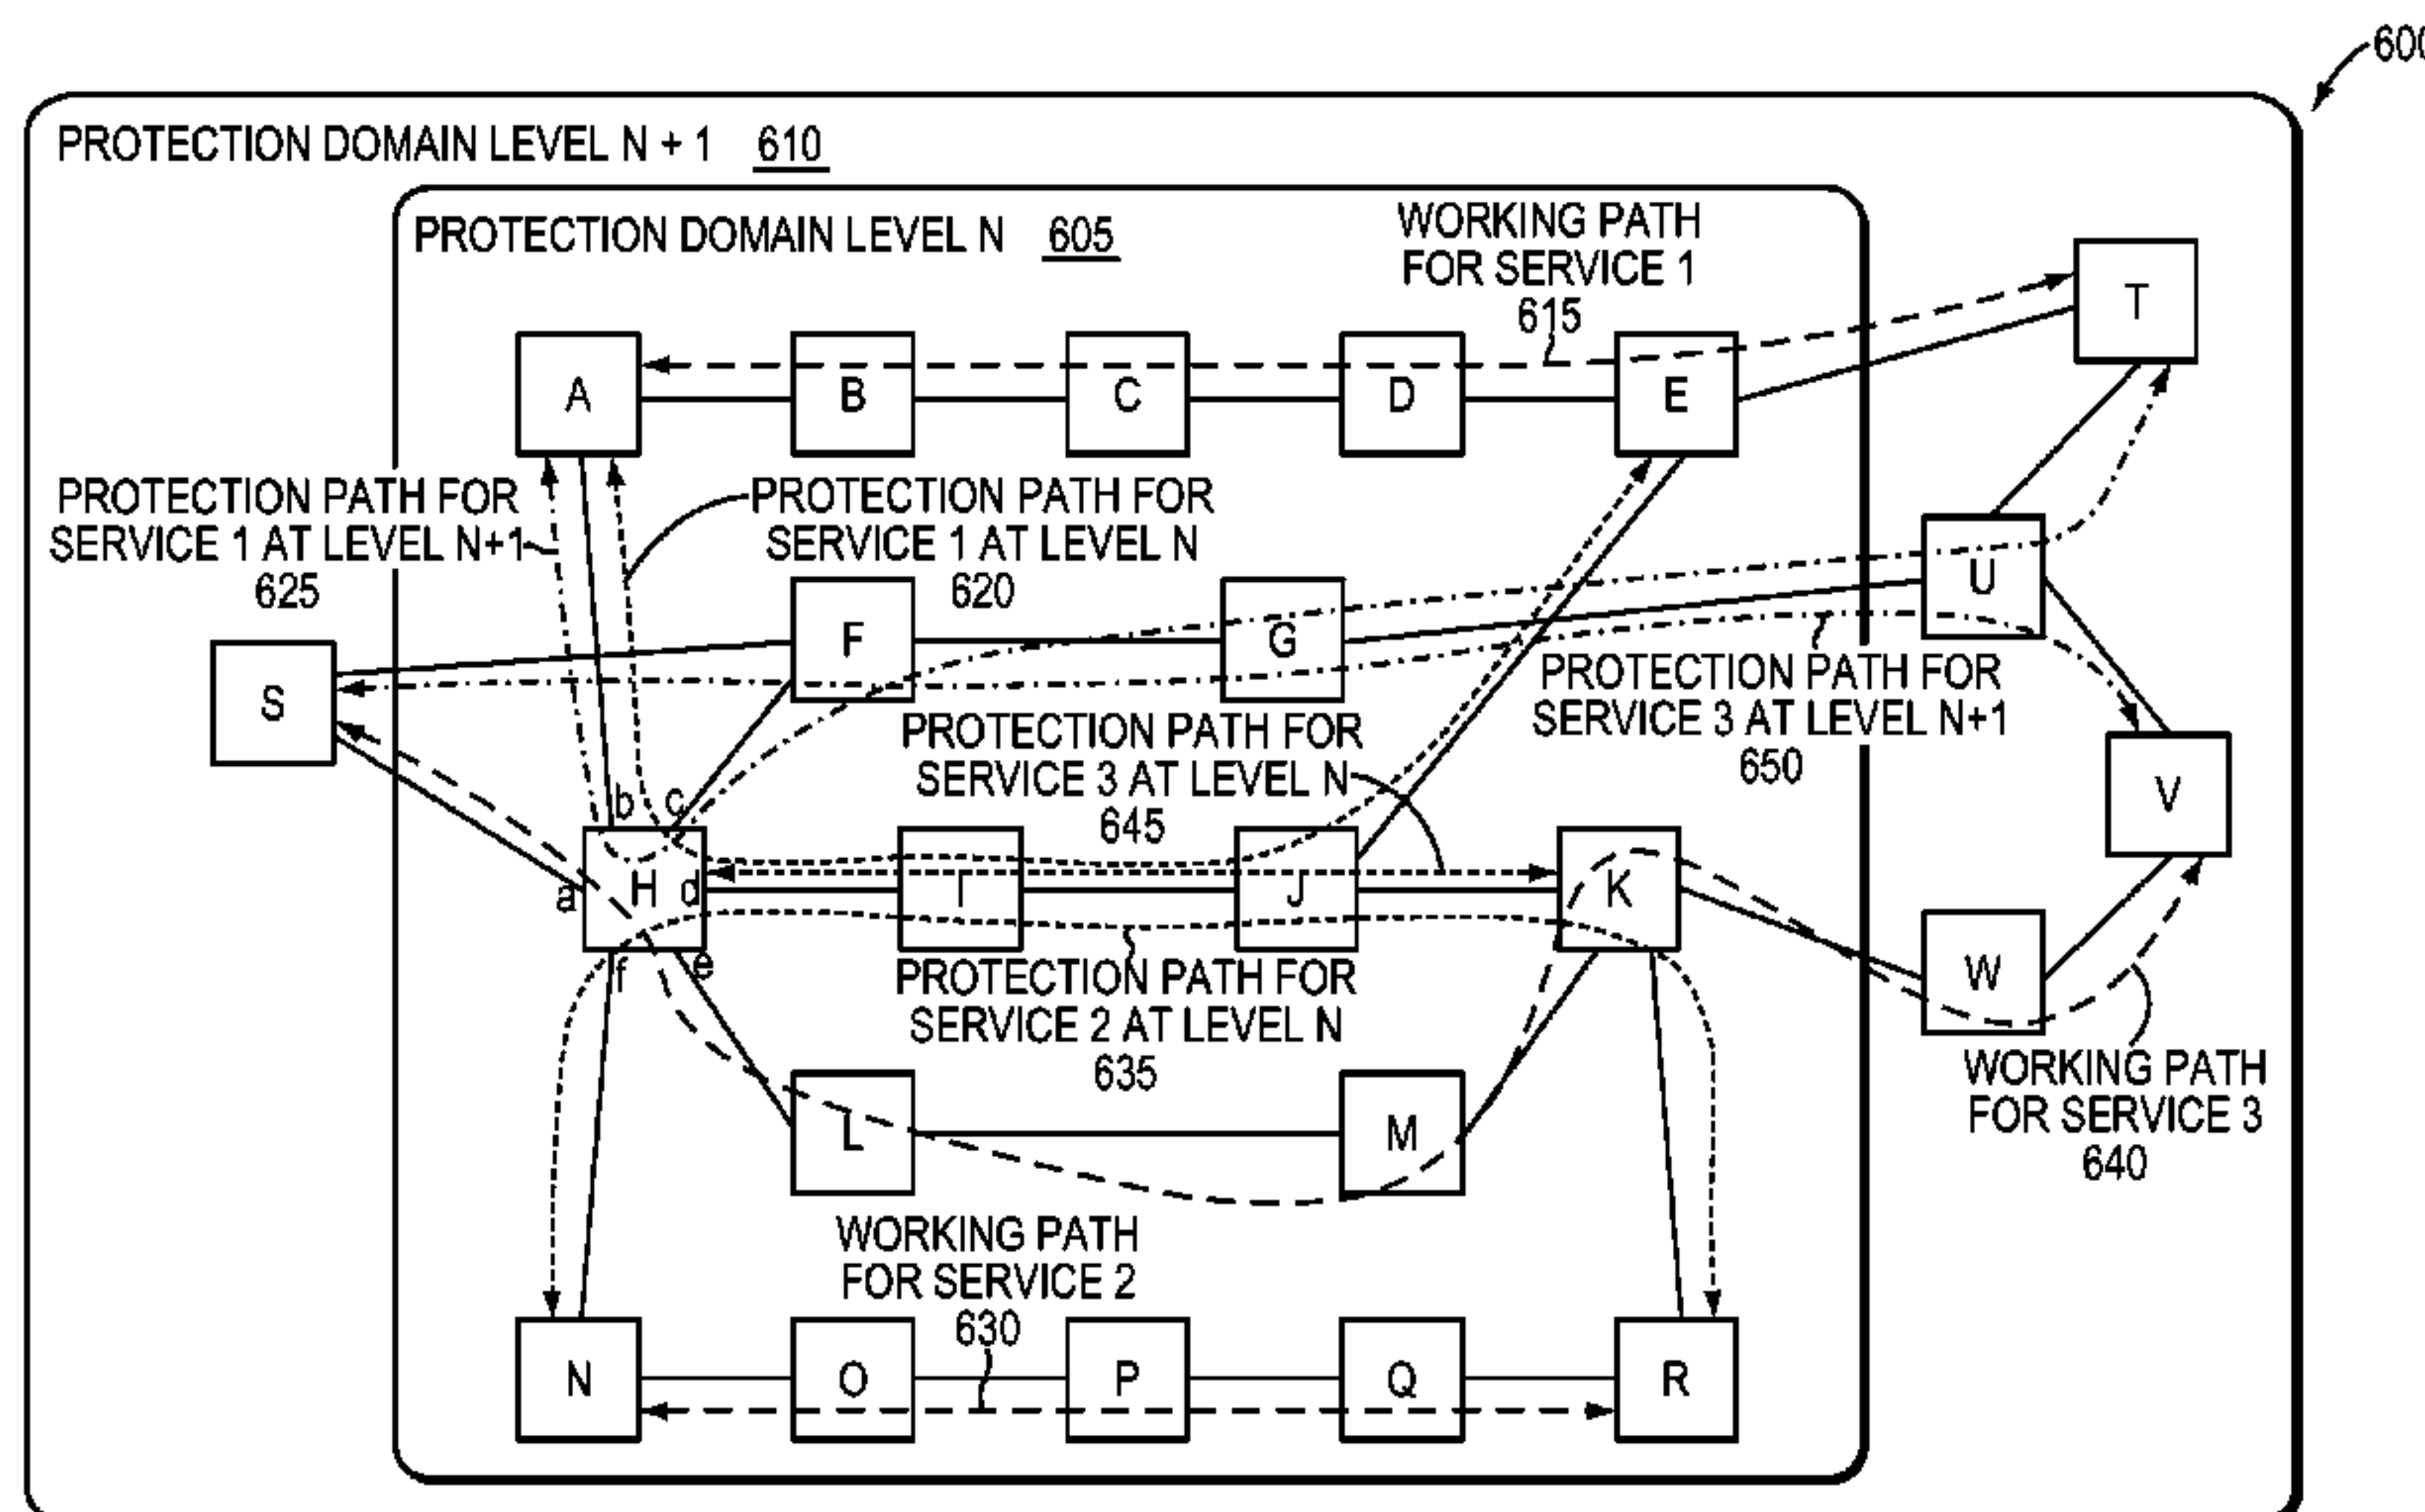 600
PROTECTION DOMAIN LEVEL N + 1 610
PROTECTION DOMAIN LEVEL N 605
WORKING PATH
FOR SERVICE 1
615
T
A
B
C
D
E
PROTECTION PATH FOR
SERVICE 1 AT LEVEL N+1
625
PROTECTION PATH FOR
SERVICE 1 AT LEVEL N
620
U
F
G
S
PROTECTION PATH FOR
SERVICE 3 AT LEVEL N+1
650
PROTECTION PATH FOR
SERVICE 3 AT LEVEL N
645
V
b
c
a
H
d
I
J
K
f
e
W
PROTECTION PATH FOR
SERVICE 2 AT LEVEL N
635
WORKING PATH
FOR SERVICE 3
640
L
M
WORKING PATH
FOR SERVICE 2
630
N
O
P
Q
R